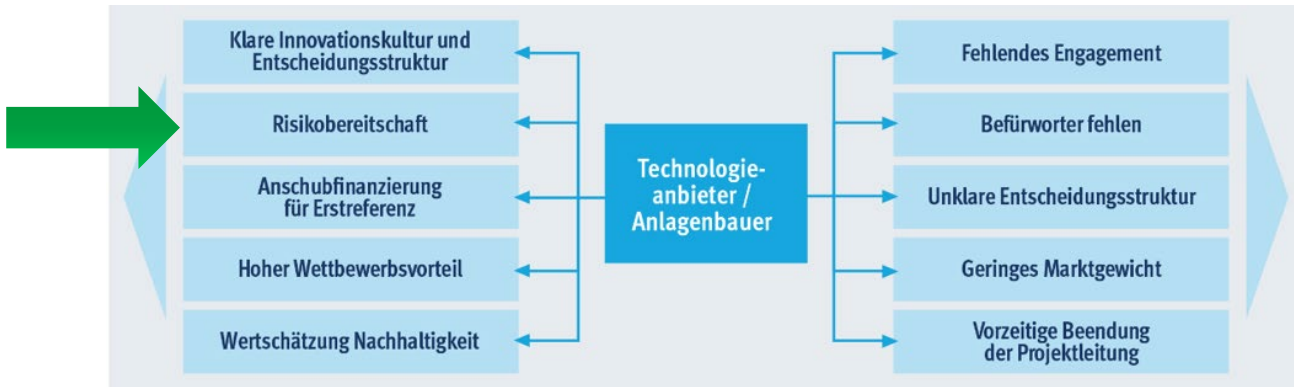 Klare Innovationskultur und
Entscheidungsstruktur
Risikobereitschaft
Anschubfinanzierung
für Erstreferenz
Hoher Wettbewerbsvorteil
Wertschätzung Nachhaltigkeit
Technologie-
anbieter /
Anlagenbauer
Fehlendes Engagement
Befürworter fehlen
Unklare Entscheidungsstruktur
Geringes Marktgewicht
Vorzeitige Beendung
der Projektleitung